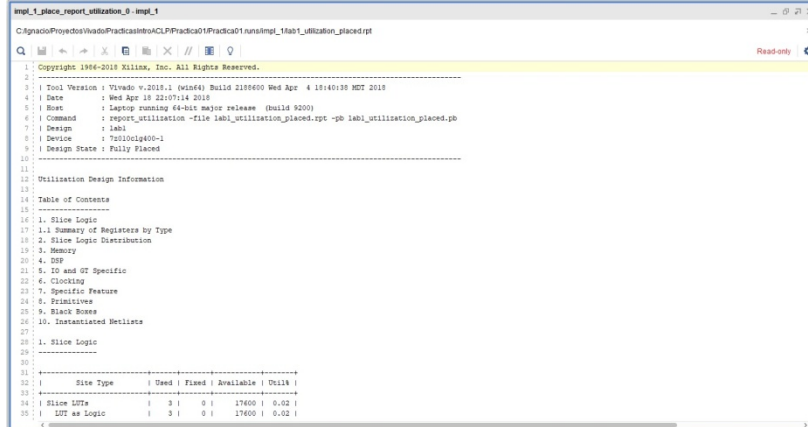 impl_1_place_report_utilization_0 - impl_1
C:/Ignacio/Proyectos/Vivado/PracticasIntroACLP/Practica01/Practica01.runs/impl_1/lab1_utilization_placed.rpt
Read-only
1 Copyright 1986-2018 Xilinx, Inc. All Rights Reserved.
2 ------------------------------------------------------------------------------------
3 | Tool Version : Vivado v.2018.1 (win64) Build 2188600 Wed Apr  4 18:40:38 MDT 2018
4 | Date         : Wed Apr 18 22:07:14 2018
5 | Host         : Laptop running 64-bit major release  (build 9200)
6 | Command      : report_utilization -file lab1_utilization_placed.rpt -pb lab1_utilization_placed.pb
7 | Design       : lab1
8 | Device       : 7z010clg400-1
9 | Design State : Fully Placed
10 ------------------------------------------------------------------------------------
11
12 Utilization Design Information
13
14 Table of Contents
15 -----------------
16 1. Slice Logic
17 1.1 Summary of Registers by Type
18 2. Slice Logic Distribution
19 3. Memory
20 4. DSP
21 5. IO and GT Specific
22 6. Clocking
23 7. Specific Feature
24 8. Primitives
25 9. Black Boxes
26 10. Instantiated Netlists
27
28 1. Slice Logic
29 --------------
30
31 +-------------------------+------+-------+-----------+-------+
32 |        Site Type        | Used | Fixed | Available | Util% |
33 +-------------------------+------+-------+-----------+-------+
34 | Slice LUTs              |    3 |     0 |     17600 |  0.02 |
35 |   LUT as Logic          |    3 |     0 |     17600 |  0.02 |